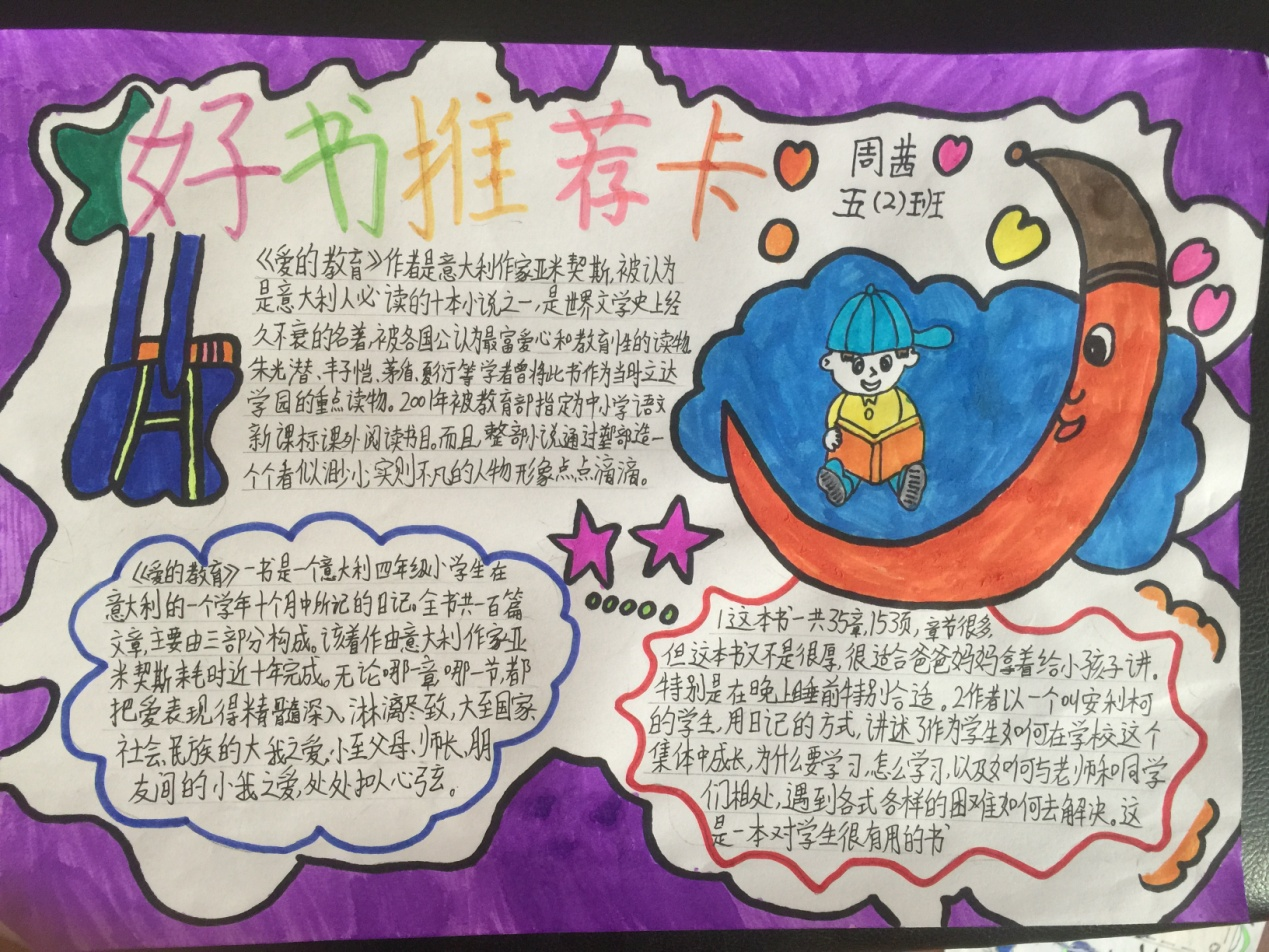 好书推荐卡
周茜
五(2)班
《爱的教育》作者是意大利作家亚米契斯,被认为
是意大利人必读的十本小说之一,是世界文学史上经
久不衰的名著,被各国公认为最富爱心和教育性的读物。
朱光潜、丰子恺、茅盾、夏衍等学者曾将此书作为当时立达
学园的重点读物。2001年被教育部指定为中小学语文
新课标课外阅读书目。而且,整部小说通过塑造一
个个看似渺小,实则不凡的人物形象点点滴滴。
《爱的教育》一书是一个意大利四年级小学生在
意大利的一个学年十个月中所记的日记。全书共一百篇
文章,主要由三部分构成。该着作由意大利作家亚
米契斯耗时近十年完成。无论哪一章哪一节,都
把爱表现得精髓深入、淋漓尽致,大至国家
社会、民族的大我之爱,小至父母、师长、朋
友间的小我之爱,处处扣人心弦。
1这本书一共35章,153项,章节很多,
但这本书又不是很厚,很适合爸爸妈妈拿着给小孩子讲.
特别是在晚上睡前特别合适。2作者以一个叫安利柯
的学生,用日记的方式,讲述了作为学生如何在学校这个
集体中成长,为什么要学习,怎么学习,以及如何与老师和同学
们相处,遇到各式各样的困难如何去解决。这
是一本对学生很有用的书